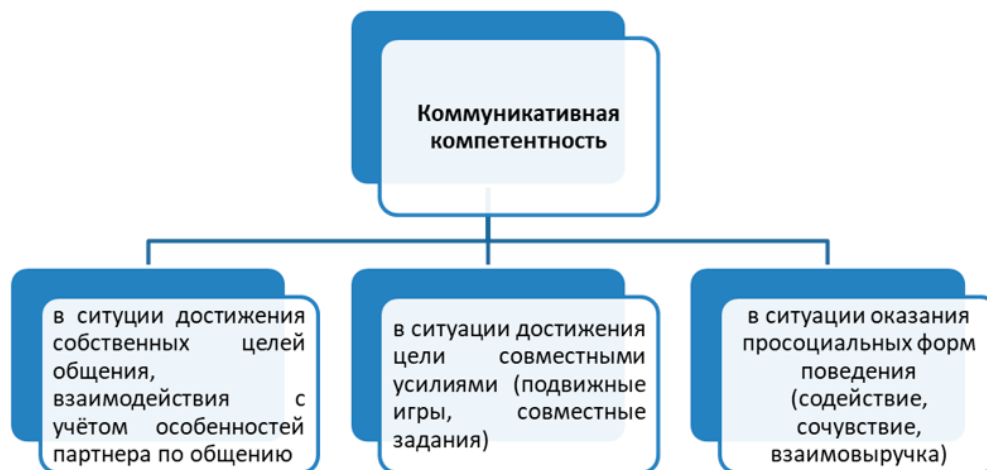 Коммуникативная
компетентность
в ситуции достижения
собственных целей
общения,
взаимодействия с
учётом особенностей
партнера по общению
в ситуации достижения
цели совместными
усилиями (подвижные
игры, совместные
задания)
в ситуации оказания
просоциальных форм
поведения
(содействие,
сочувствие,
взаимовыручка)